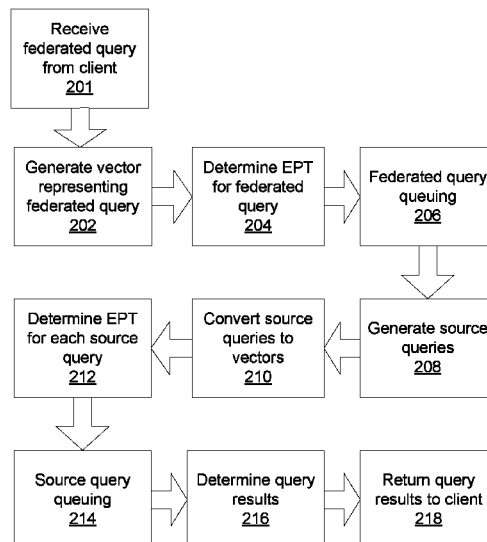 Receive
federated query
from client
201
Generate vector
representing
federated query
202
Determine EPT
for federated
query
204
Federated query
queuing
206
Generate source
queries
208
Convert source
queries to
vectors
210
Determine EPT
for each source
query
212
Source query
queuing
214
Determine query
results
216
Return query
results to client
218